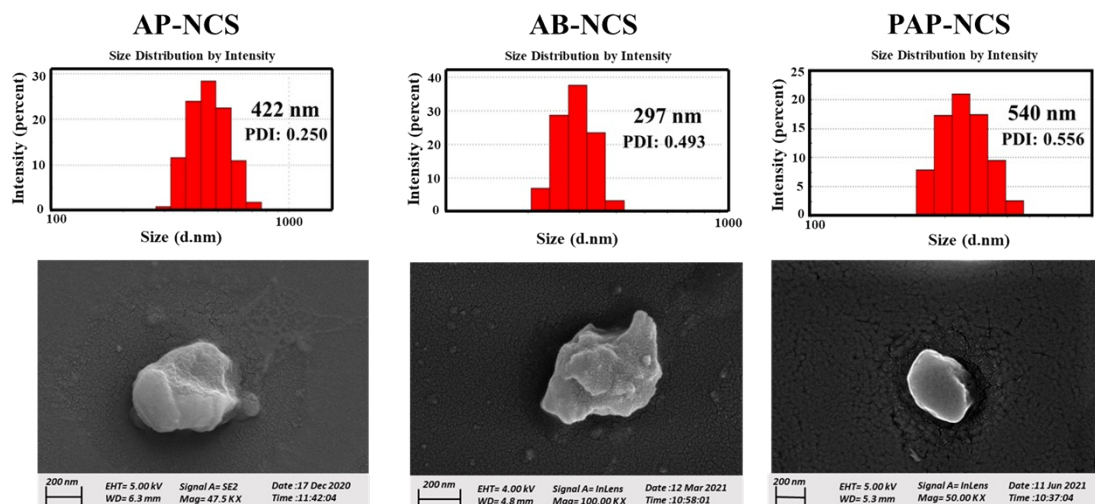 AP-NCS
Size Distribution by Intensity
Intensity (percent)
30
20
10
0
422 nm
PDI: 0.250
100
1000
Size (d.nm)
AB-NCS
Size Distribution by Intensity
Intensity (percent)
40
30
20
10
0
297 nm
PDI: 0.493
1000
Size (d.nm)
PAP-NCS
Size Distribution by Intensity
Intensity (percent)
25
20
15
10
5
0
540 nm
PDI: 0.556
100
Size (d.nm)
200 nm
EHT= 5.00 kV Signal A= SE2 Date :17 Dec 2020
WD= 6.3 mm Mag= 47.5 K X Time :11:42:04
200 nm
EHT= 4.00 kV Signal A= InLens Date :12 Mar 2021
WD= 4.8 mm Mag= 100.00 K X Time :10:58:01
200 nm
EHT= 5.00 kV Signal A= InLens Date :11 Jun 2021
WD= 5.3 mm Mag= 50.00 K X Time :10:37:04